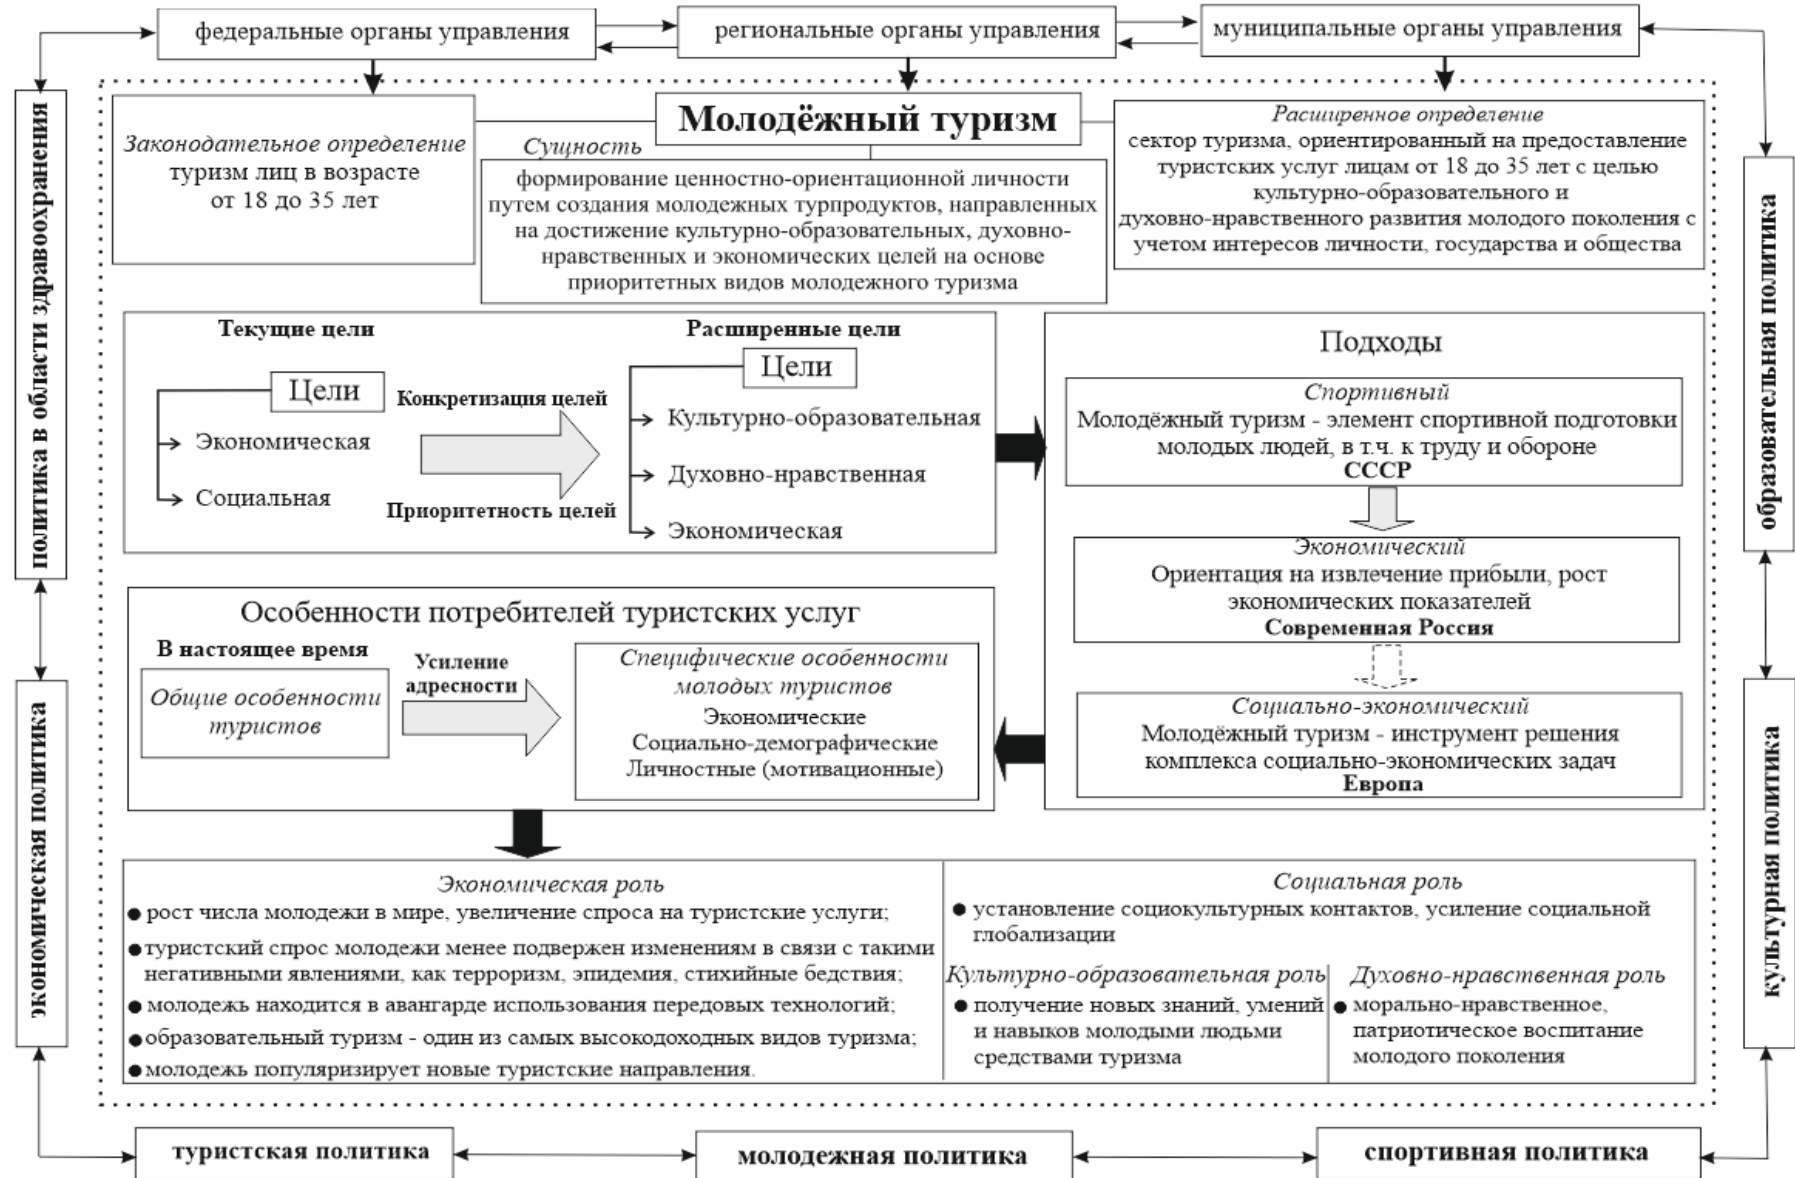 федеральные органы управления
региональные органы управления
муниципальные органы управления
политика в области здравоохранения
экономическая политика
Законодательное определение
туризм лиц в возрасте
от 18 до 35 лет
Молодёжный туризм
Сущность
формирование ценностно-ориентационной личности
путем создания молодежных турпродуктов, направленных
на достижение культурно-образовательных, духовно-
нравственных и экономических целей на основе
приоритетных видов молодежного туризма
Расширенное определение
сектор туризма, ориентированный на предоставление
туристских услуг лицам от 18 до 35 лет с целью
культурно-образовательного и
духовно-нравственного развития молодого поколения с
учетом интересов личности, государства и общества
Текущие цели
Цели
Экономическая
Социальная
Конкретизация целей
Приоритетность целей
Расширенные цели
Цели
Культурно-образовательная
Духовно-нравственная
Экономическая
Подходы
Спортивный
Молодёжный туризм - элемент спортивной подготовки
молодых людей, в т.ч. к труду и обороне
СССР
Экономический
Ориентация на извлечение прибыли, рост
экономических показателей
Современная Россия
Социально-экономический
Молодёжный туризм - инструмент решения
комплекса социально-экономических задач
Европа
Особенности потребителей туристских услуг
В настоящее время
Общие особенности
туристов
Усиление
адресности
Специфические особенности
молодых туристов
Экономические
Социально-демографические
Личностные (мотивационные)
Экономическая роль
● рост числа молодежи в мире, увеличение спроса на туристские услуги;
● туристский спрос молодежи менее подвержен изменениям в связи с такими
негативными явлениями, как терроризм, эпидемия, стихийные бедствия;
● молодежь находится в авангарде использования передовых технологий;
● образовательный туризм - один из самых высокодоходных видов туризма;
● молодежь популяризирует новые туристские направления.
Социальная роль
● установление социокультурных контактов, усиление социальной
глобализации
Культурно-образовательная роль
● получение новых знаний, умений
и навыков молодыми людьми
средствами туризма
Духовно-нравственная роль
● морально-нравственное,
патриотическое воспитание
молодого поколения
образовательная политика
культурная политика
туристская политика
молодежная политика
спортивная политика